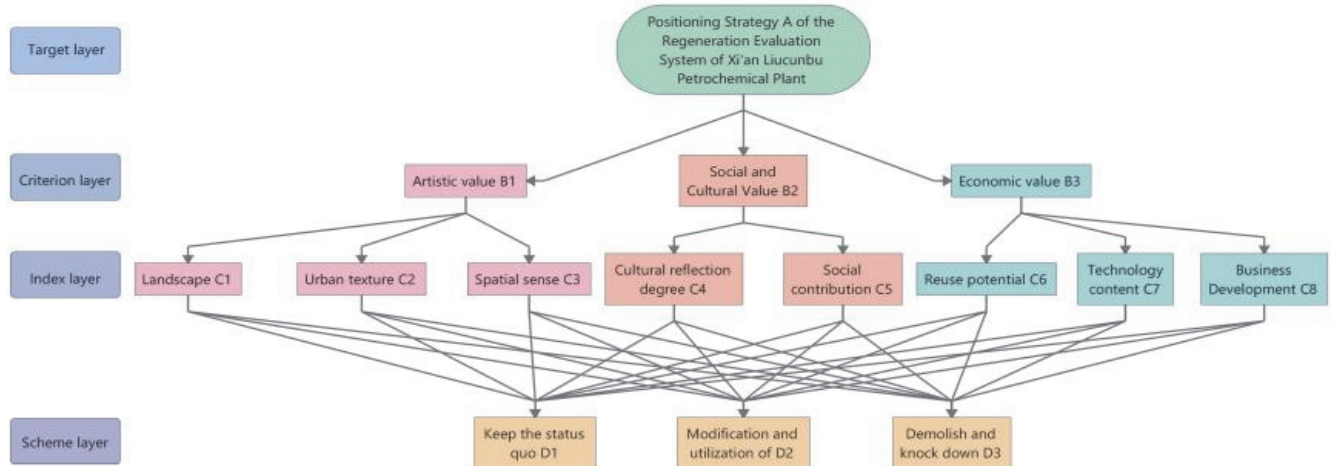 Target layer
Positioning Strategy A of the
Regeneration Evaluation
System of Xi'an Liucunbu
Petrochemical Plant
Criterion layer
Artistic value B1
Social and
Cultural Value B2
Economic value B3
Index layer
Landscape C1
Urban texture C2
Spatial sense C3
Cultural reflection
degree C4
Social
contribution C5
Reuse potential C6
Technology
content C7
Business
Development C8
Scheme layer
Keep the status
quo D1
Modification and
utilization of D2
Demolish and
knock down D3